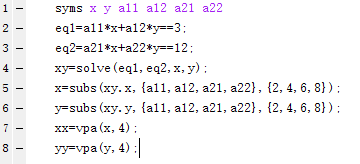 1 - syms x y a11 a12 a21 a22
2 - eq1=a11*x+a12*y==3;
3 - eq2=a21*x+a22*y==12;
4 - xy=solve(eq1,eq2,x,y);
5 - x=subs(xy.x,{a11,a12,a21,a22},{2,4,6,8});
6 - y=subs(xy.y,{a11,a12,a21,a22},{2,4,6,8});
7 - xx=vpa(x,4);
8 - yy=vpa(y,4);